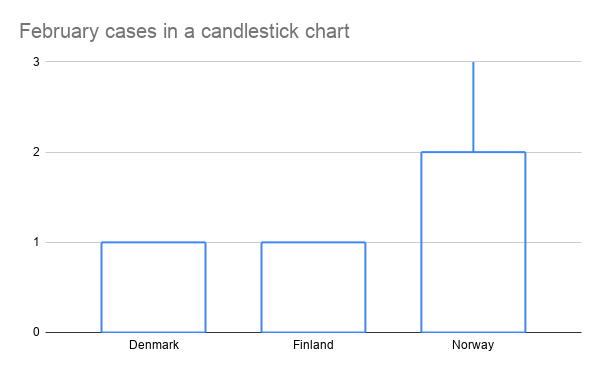 February cases in a candlestick chart
3
2
1
0
Denmark
Finland
Norway